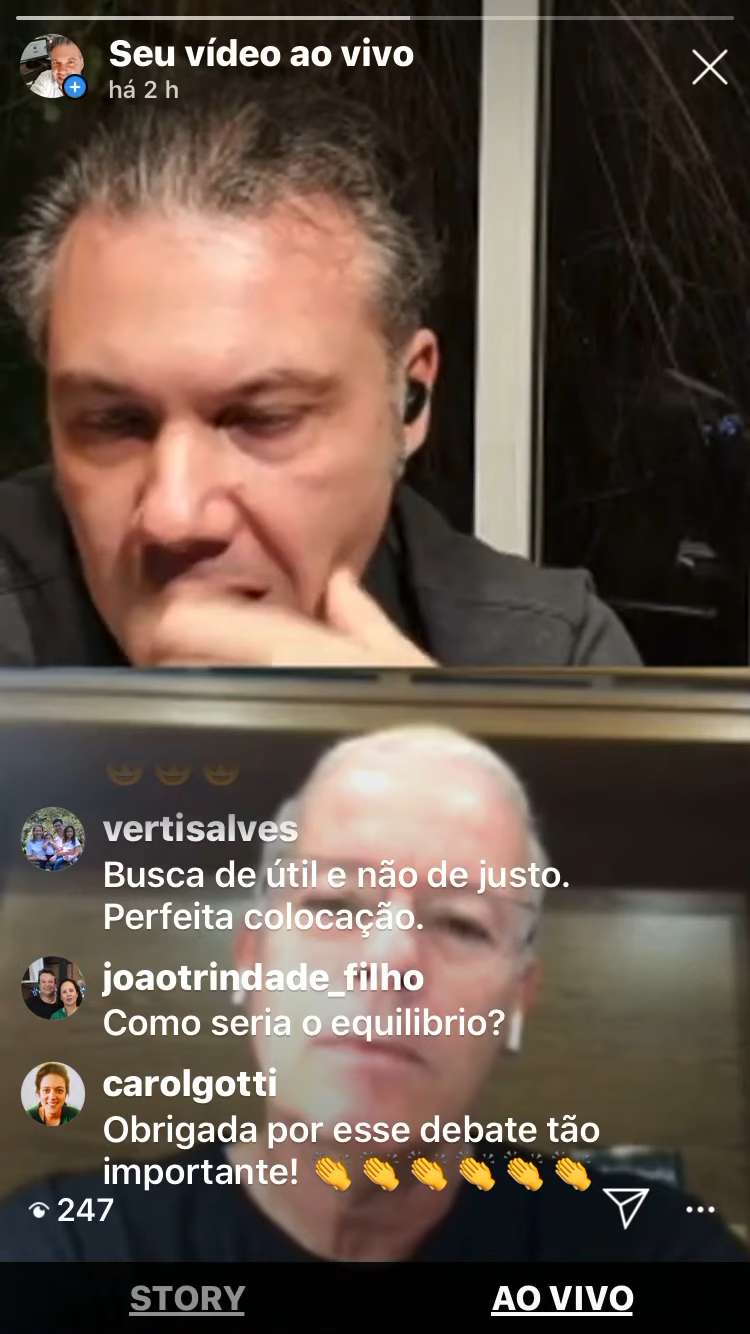 Seu vídeo ao vivo
há 2 h
vertisalves
Busca de útil e não de justo.
Perfeita colocação.
joaotrindade_filho
Como seria o equilibrio?
carolgotti
Obrigada por esse debate tão
importante! 👏👏👏👏👏👏
247
STORY
AO VIVO